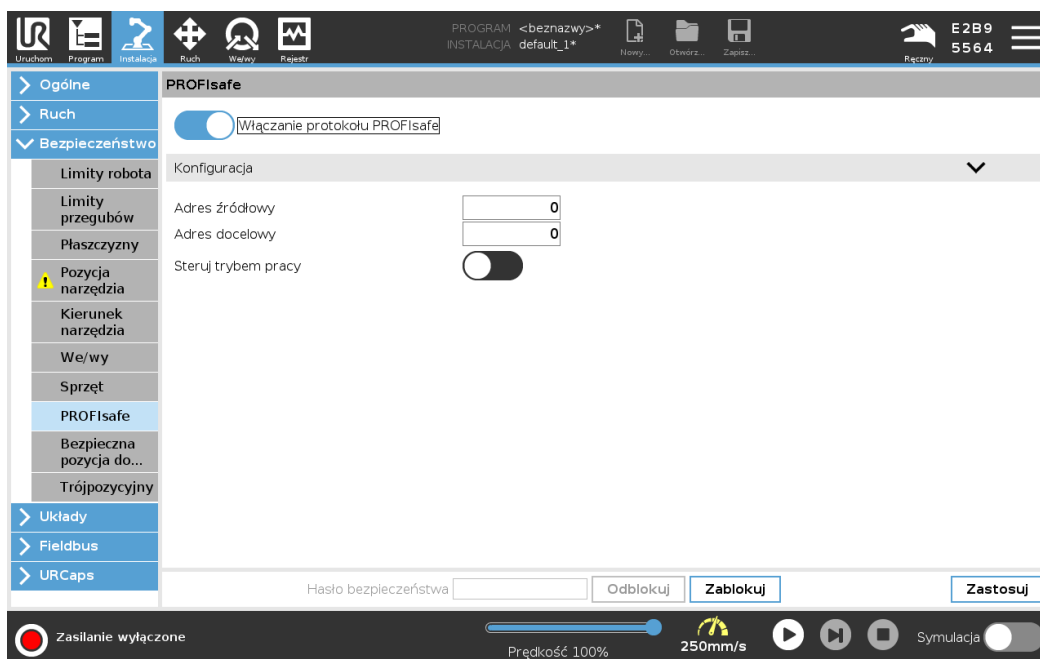 PROGRAM <beznazwy>*
INSTALACJA default_1*
Uruchom Program Instalacja Ruch We/wy Rejestr
Nowy... Otwórz... Zapisz...
Ręczny
E2B9
5564
Ogólne
Ruch
Bezpieczeństwo
Limity robota
Limity
przegubów
Płaszczyzny
Pozycja
narzędzia
Kierunek
narzędzia
We/wy
Sprzęt
PROFIsafe
Bezpieczna
pozycja do...
Trójpozycyjny
Układy
Fieldbus
URCaps
PROFIsafe
Włączanie protokołu PROFIsafe
Konfiguracja
Adres źródłowy 0
Adres docelowy 0
Steruj trybem pracy
Hasło bezpieczeństwa Odblokuj Zablokuj Zastosuj
Zasilanie wyłączone
Prędkość 100%
250mm/s
Symulacja